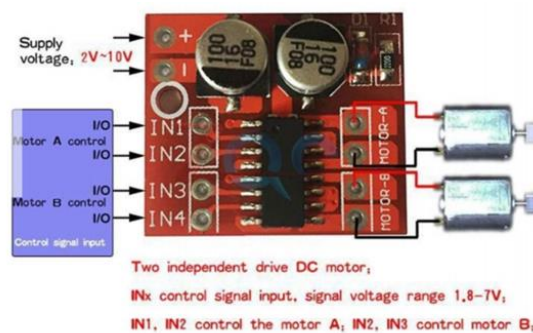 Supply
voltage: 2V~10V
+
-
100
16
F08
100
16
F08
D1 R1
I/O
Motor A control
I/O
I/O
Motor B control
I/O
Control signal input
IN1
IN2
IN3
IN4
MOTOR-A
MOTOR-B
Two independent drive DC motor;
INx control signal input, signal voltage range 1.8-7V;
IN1, IN2 control the motor A; IN2, IN3 control motor B;